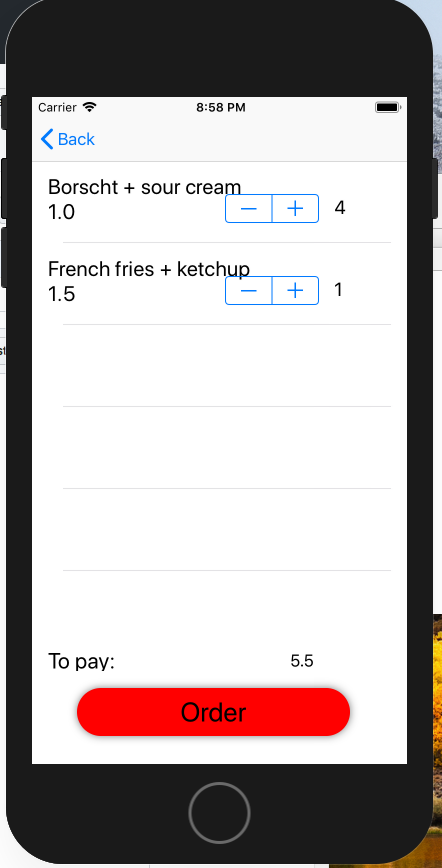 Carrier 8:58 PM
Back
Borscht + sour cream
1.0
4
French fries + ketchup
1.5
1
To pay: 5.5
Order